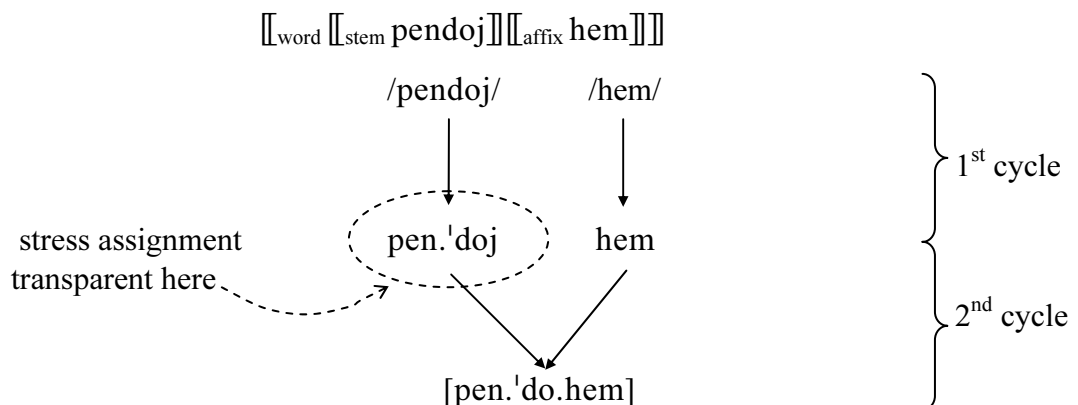 ⟦word ⟦stem pendoj⟧⟦affix hem⟧⟧
/pendoj/ /hem/
1st cycle
stress assignment
transparent here
pen.ˈdoj hem
2nd cycle
[pen.ˈdo.hem]